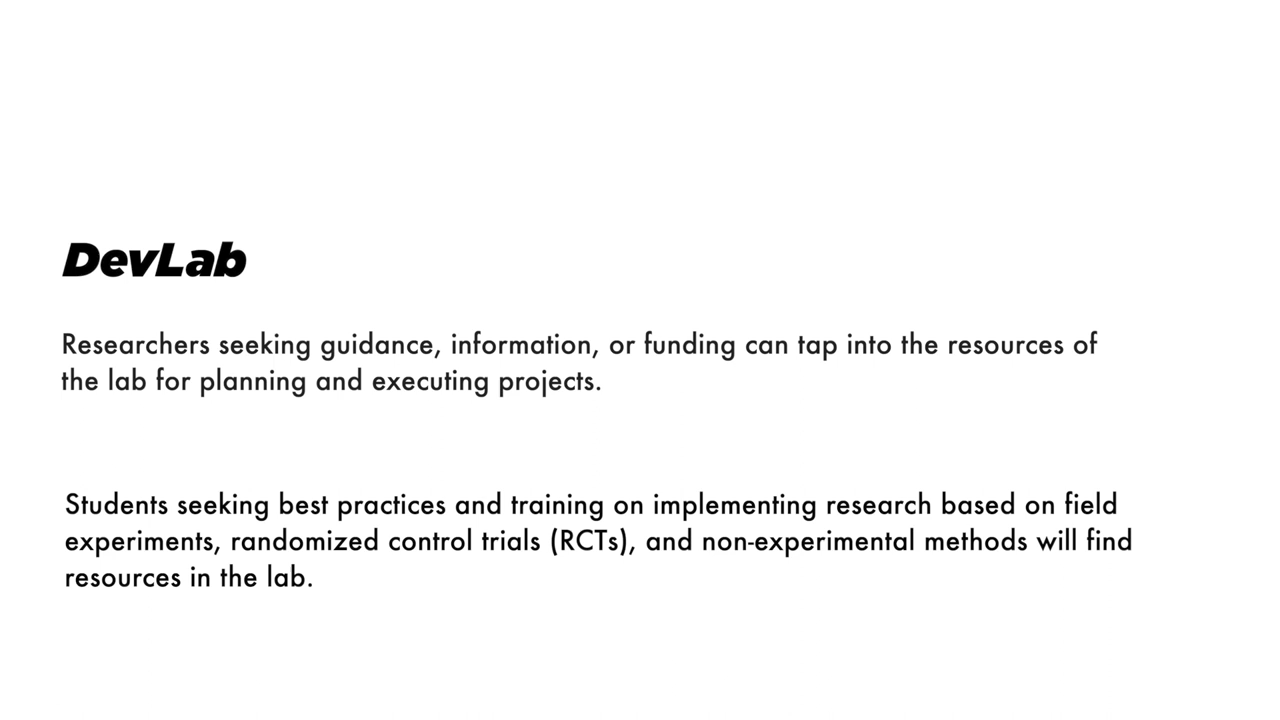 DevLab
Researchers seeking guidance, information, or funding can tap into the resources of
the lab for planning and executing projects.
Students seeking best practices and training on implementing research based on field
experiments, randomized control trials (RCTs), and non-experimental methods will find
resources in the lab.